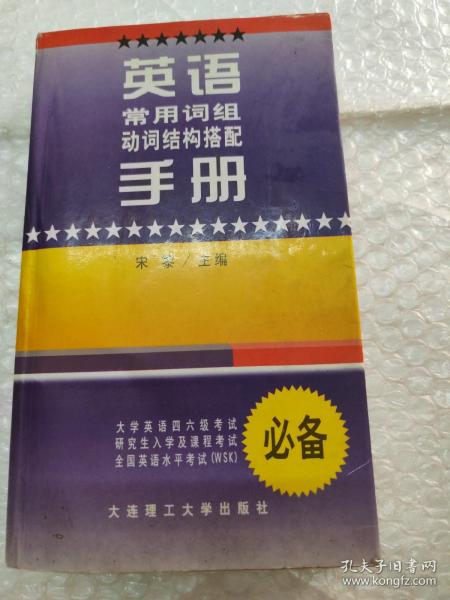 英语
常用词组
动词结构搭配
手册
宋黎/主编
大学英语四六级考试
研究生入学及课程考试
全国英语水平考试(WSK)
必备
大连理工大学出版社
孔夫子旧书网
www.kongfz.com